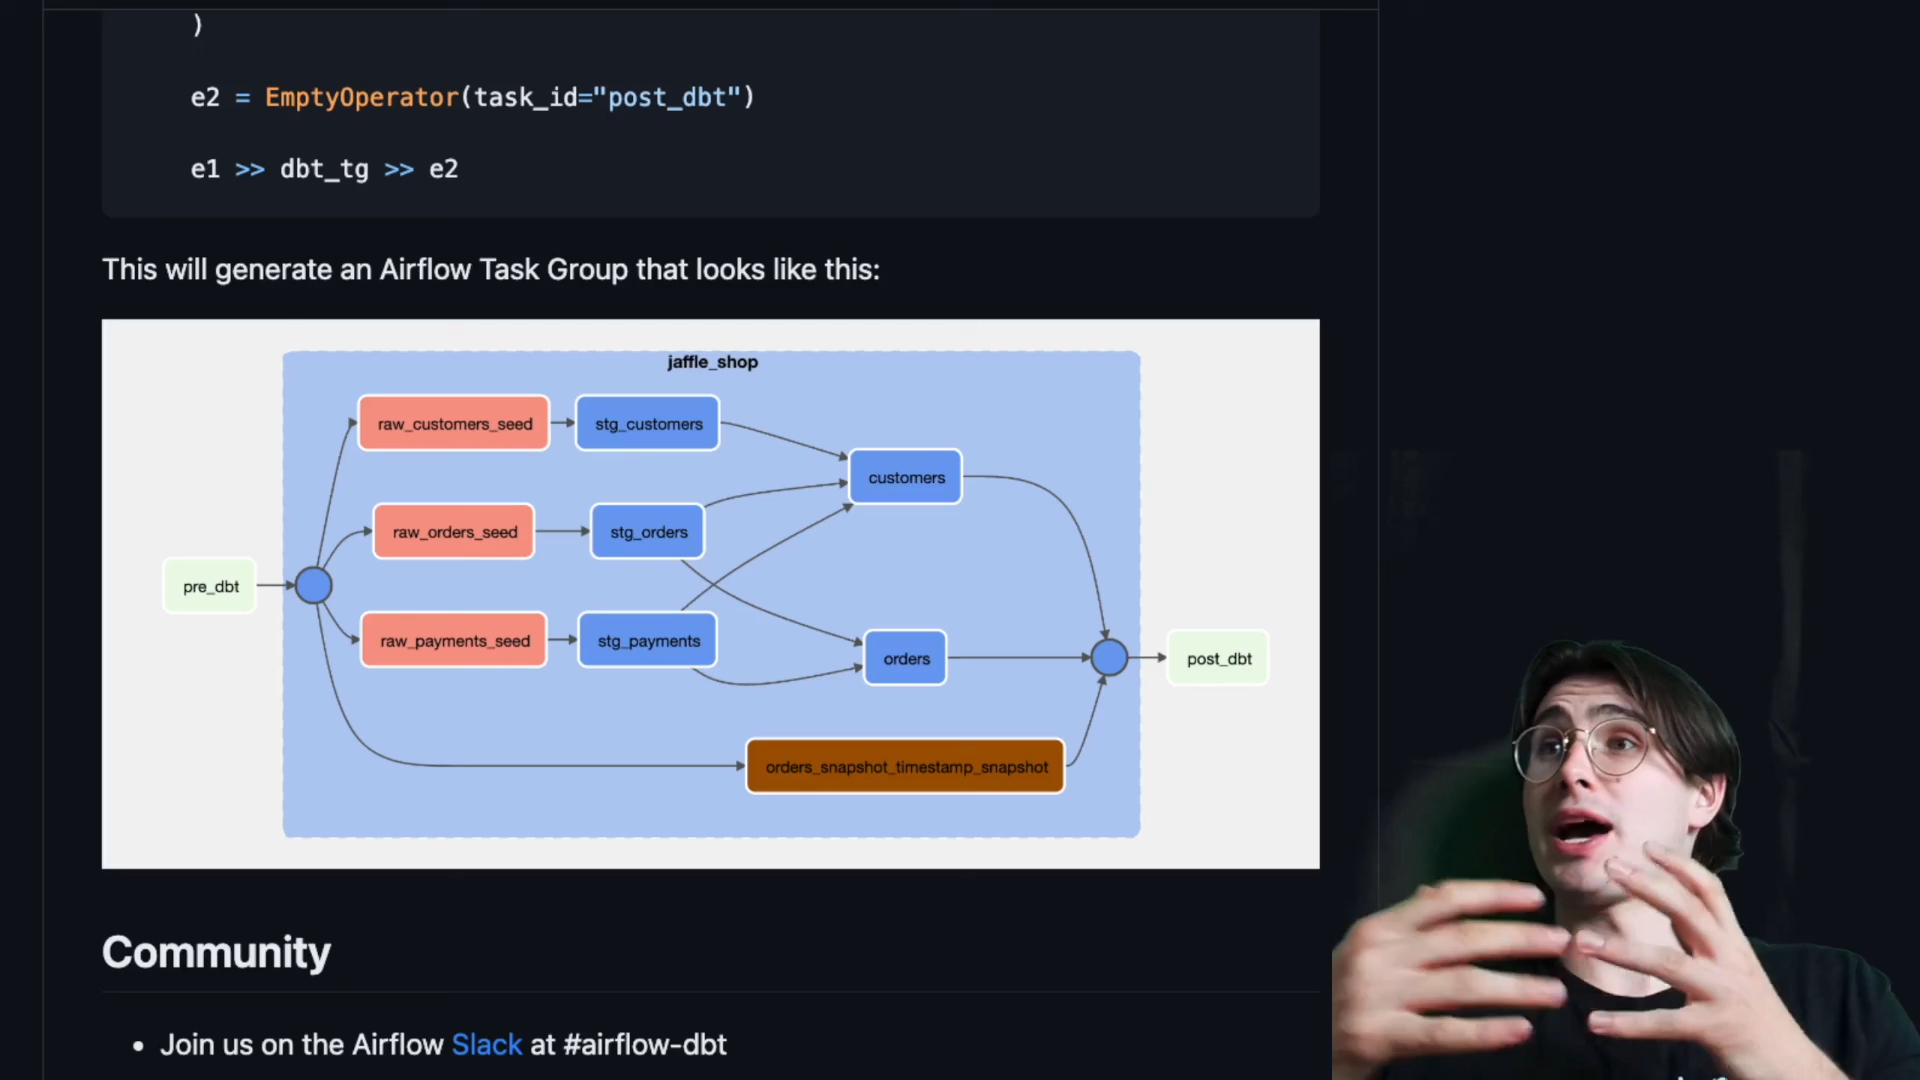 )
e2 = EmptyOperator(task_id="post_dbt")
e1 >> dbt_tg >> e2
This will generate an Airflow Task Group that looks like this:
jaffle_shop
raw_customers_seed
stg_customers
customers
raw_orders_seed
stg_orders
pre_dbt
raw_payments_seed
stg_payments
orders
post_dbt
orders_snapshot_timestamp_snapshot
Community
• Join us on the Airflow Slack at #airflow-dbt